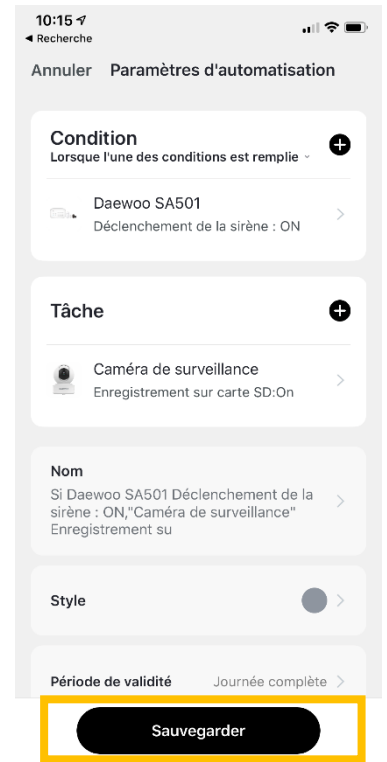 10:15
◀ Recherche
Annuler Paramètres d'automatisation
Condition
Lorsque l'une des conditions est remplie
Daewoo SA501
Déclenchement de la sirène : ON
Tâche
Caméra de surveillance
Enregistrement sur carte SD:On
Nom
Si Daewoo SA501 Déclenchement de la
sirène : ON,"Caméra de surveillance"
Enregistrement su
Style
Période de validité Journée complète
Sauvegarder